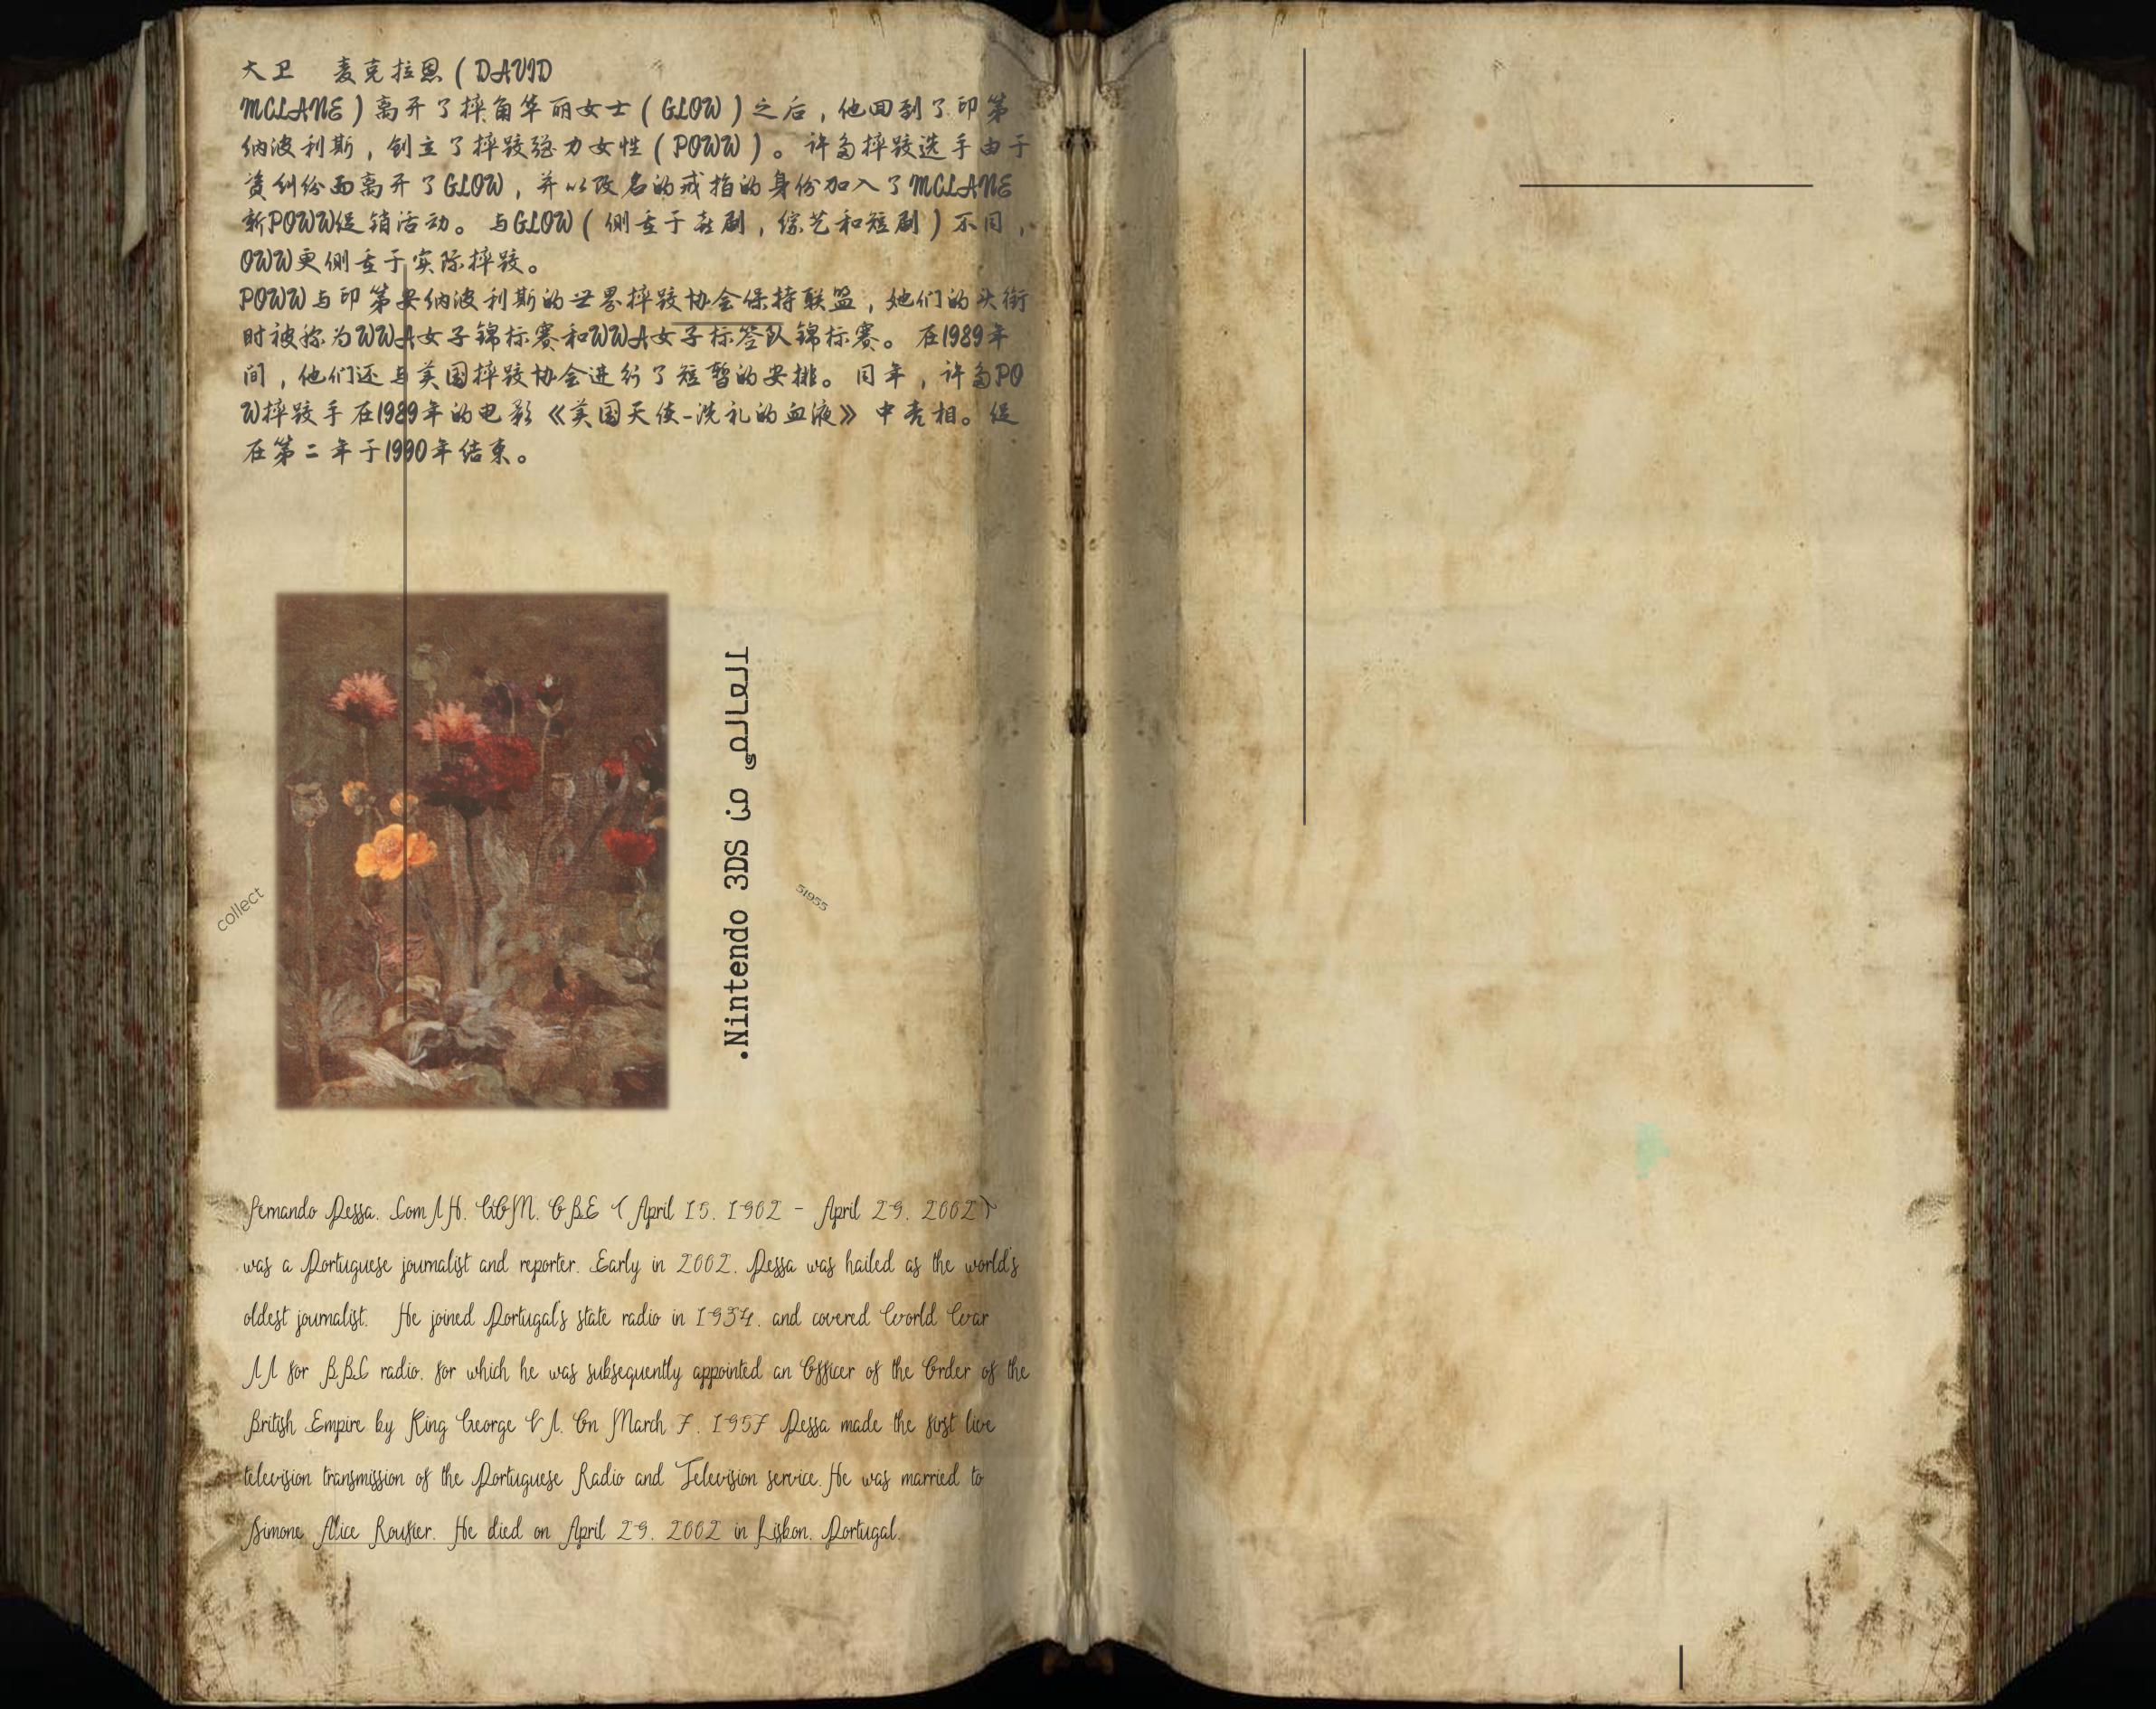 大卫 麦克拉恩（DAVID
MCLANE）离开了摔角华丽女士（GLOW）之后，他回到了印第
纳波利斯，创立了摔跤强力女性（POWW）。 许多摔跤选手由于
资纠纷而离开了GLOW，并以改名的戒指的身份加入了MCLANE
新POWW促销活动。 与GLOW（侧重于喜剧，综艺和短剧）不同，
OWW更侧重于实际摔跤。
POWW与印第安纳波利斯的世界摔跤协会保持联盟，她们的头衔
时被称为WWA女子锦标赛和WWA女子标签队锦标赛。 在1989年
间，他们还与美国摔跤协会进行了短暂的安排。 同年，许多PO
W摔跤手在1989年的电影《美国天使-洗礼的血液》 中亮相。 促
在第二年于1990年结束。
Nintendo 3DS.
collect
51955
Fernando Pessa, ComIH, GOM, OBE (April 15, 1902 - April 29, 2002)
was a Portuguese journalist and reporter. Early in 2002, Pessa was hailed as the world's
oldest journalist. He joined Portugal's state radio in 1934, and covered World War
II for BBC radio, for which he was subsequently appointed an Officer of the Order of the
British Empire by King George VI. On March 7, 1957 Pessa made the first live
television transmission of the Portuguese Radio and Television service. He was married to
Simone Alice Roufier. He died on April 29, 2002 in Lisbon, Portugal.